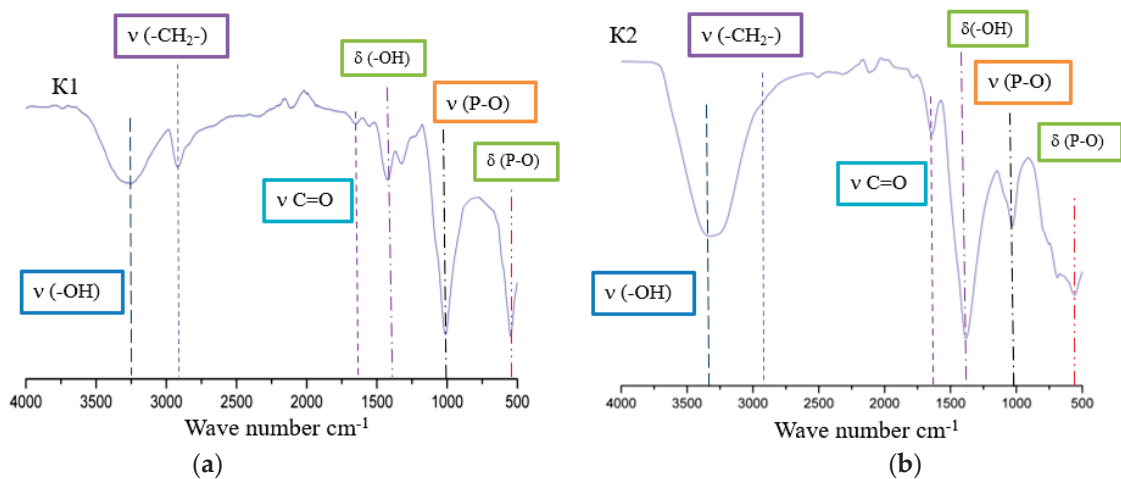 K1
ν (-CH₂-)
δ (-OH)
ν (P-O)
δ (P-O)
ν C=O
ν (-OH)
4000 3500 3000 2500 2000 1500 1000 500
Wave number cm⁻¹
(a)
K2
ν (-CH₂-)
δ(-OH)
ν (P-O)
δ (P-O)
ν C=O
ν (-OH)
4000 3500 3000 2500 2000 1500 1000 500
Wave number cm⁻¹
(b)